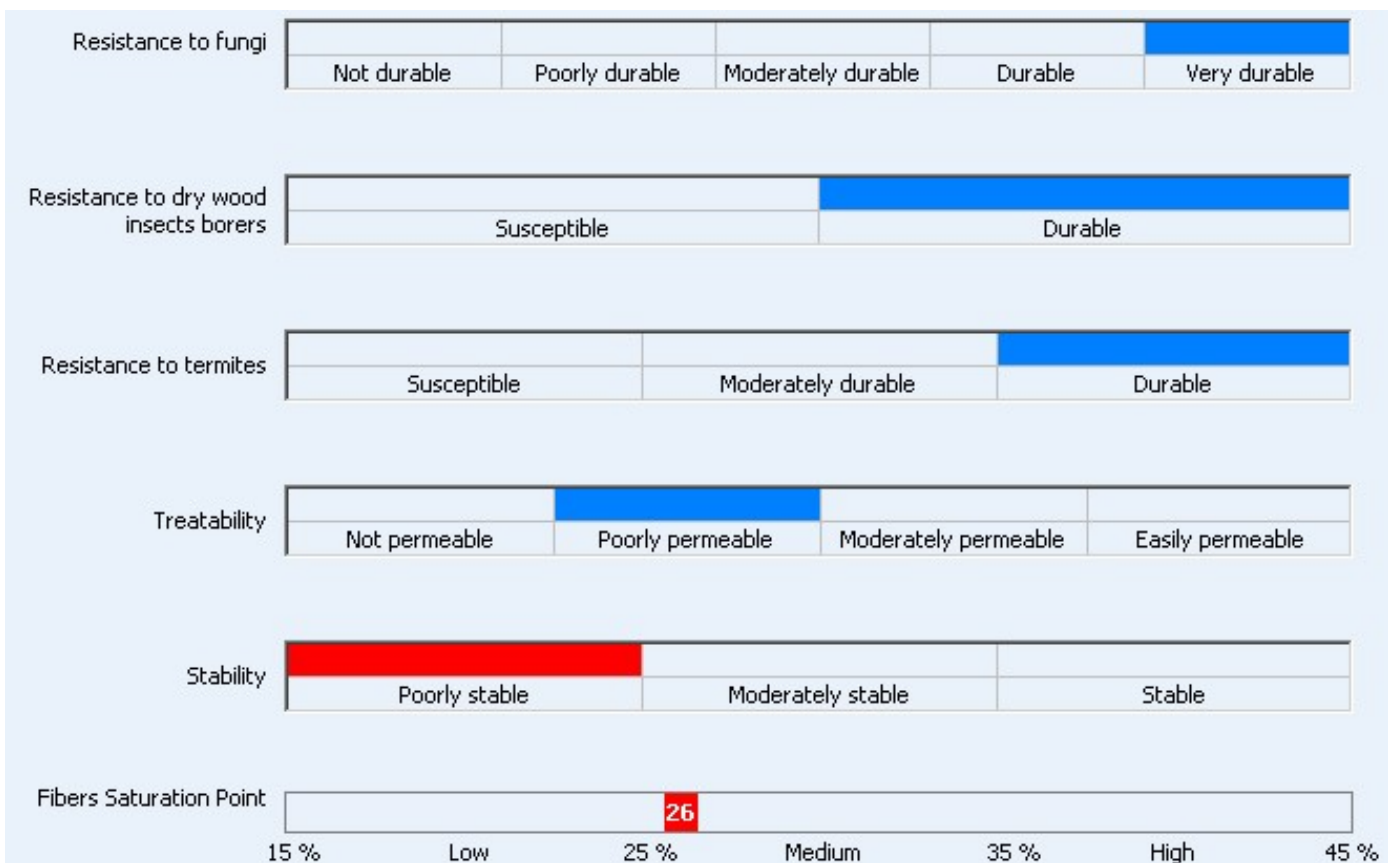 Resistance to fungi
Not durable Poorly durable Moderately durable Durable Very durable
Resistance to dry wood
insects borers
Susceptible Durable
Resistance to termites
Susceptible Moderately durable Durable
Treatability
Not permeable Poorly permeable Moderately permeable Easily permeable
Stability
Poorly stable Moderately stable Stable
Fibers Saturation Point
26
15 % Low 25 % Medium 35 % High 45 %